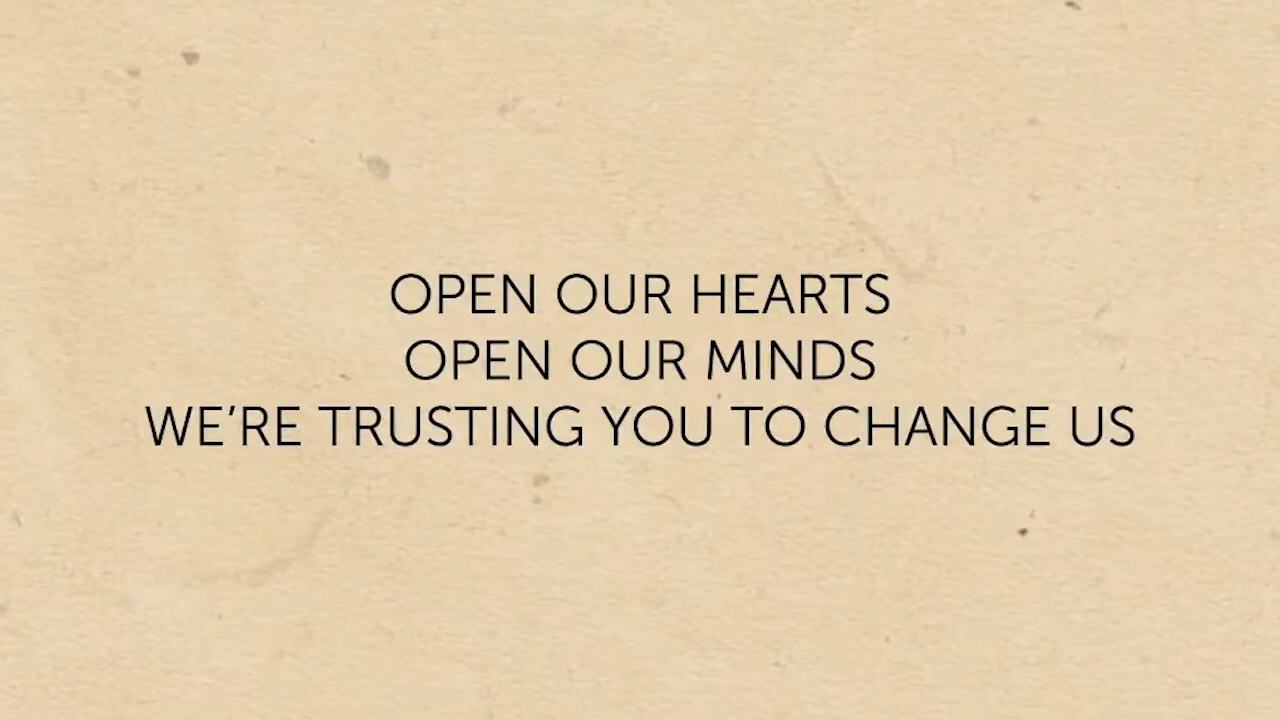 OPEN OUR HEARTS
OPEN OUR MINDS
WE’RE TRUSTING YOU TO CHANGE US